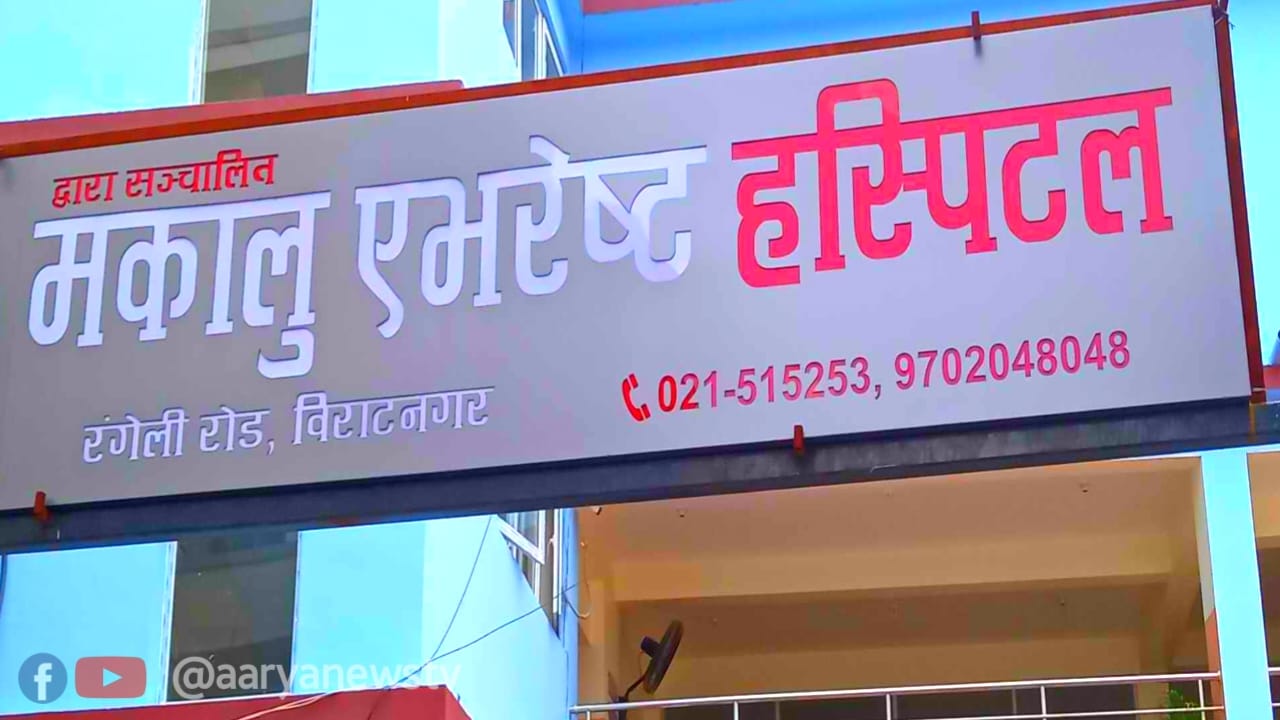 द्वारा सञ्चालित
मकालु एभरेष्ट हस्पिटल
रंगेली रोड, विराटनगर
021-515253, 9702048048
@aaryanewstv